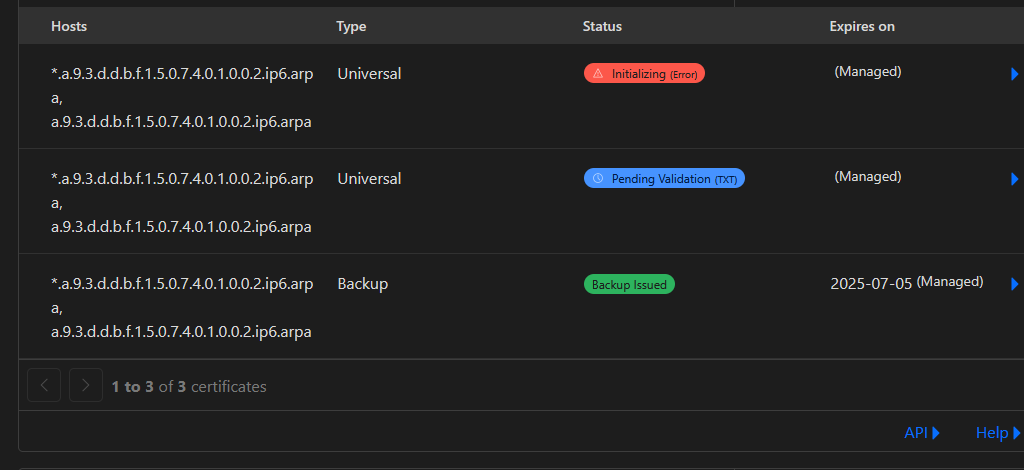 Hosts Type Status Expires on
*.a.9.3.d.d.b.f.1.5.0.7.4.0.1.0.0.2.ip6.arp Universal Initializing (Error) (Managed)
a,
a.9.3.d.d.b.f.1.5.0.7.4.0.1.0.0.2.ip6.arpa
*.a.9.3.d.d.b.f.1.5.0.7.4.0.1.0.0.2.ip6.arp Universal Pending Validation (TXT) (Managed)
a,
a.9.3.d.d.b.f.1.5.0.7.4.0.1.0.0.2.ip6.arpa
*.a.9.3.d.d.b.f.1.5.0.7.4.0.1.0.0.2.ip6.arp Backup Backup Issued 2025-07-05 (Managed)
a,
a.9.3.d.d.b.f.1.5.0.7.4.0.1.0.0.2.ip6.arpa
1 to 3 of 3 certificates
API Help